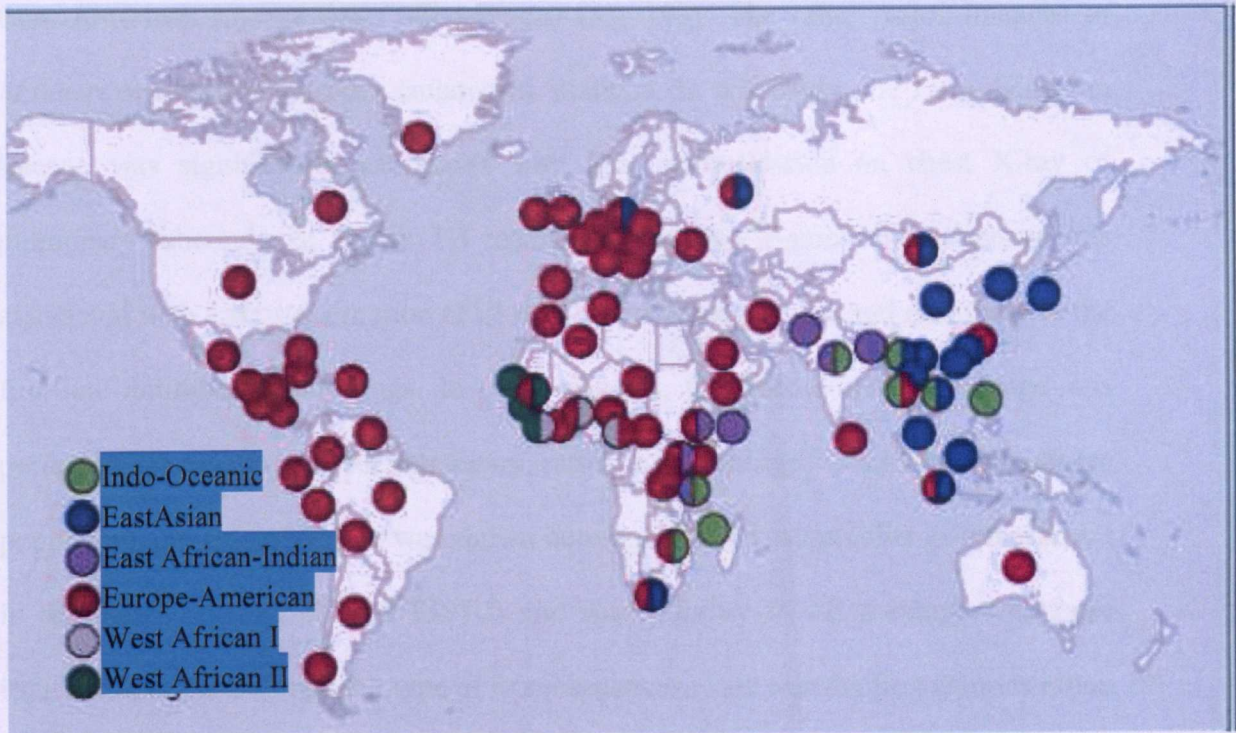 Indo-Oceanic
EastAsian
East African-Indian
Europe-American
West African I
West African II